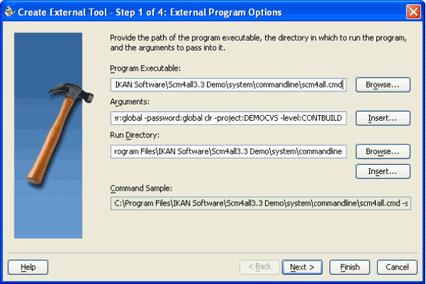 Create External Tool - Step 1 of 4: External Program Options
Provide the path of the program executable, the directory in which to run the program,
and the arguments to pass into it.
Program Executable:
IKAN Software\Scm4all3.3 Demo\system\commandline\scm4all.cmd
Browse...
Arguments:
er:global -password:global clr -project:DEMOCVS -level:CONTBUILD
Insert...
Run Directory:
rogram Files\IKAN Software\Scm4all3.3 Demo\system\commandline
Browse...
Insert...
Command Sample:
C:\Program Files\IKAN Software\Scm4all3.3 Demo\system\commandline\scm4all.cmd -s
Help
< Back
Next >
Finish
Cancel